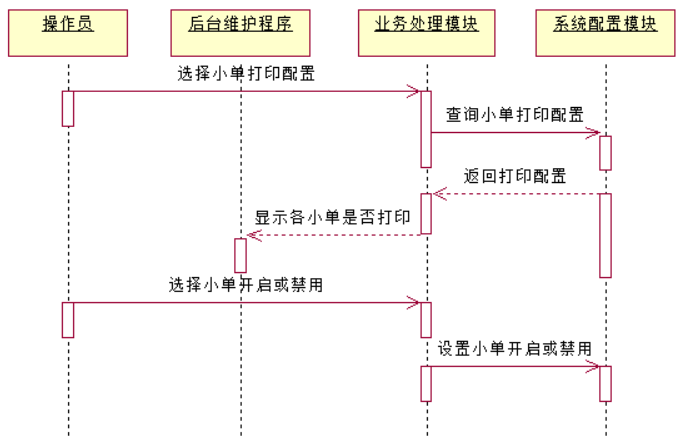 操作员
后台维护程序
业务处理模块
系统配置模块
选择小单打印配置
查询小单打印配置
返回打印配置
显示各小单是否打印
选择小单开启或禁用
设置小单开启或禁用